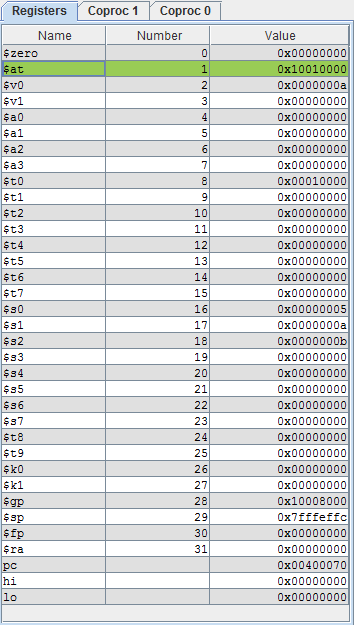 Registers Coproc 1 Coproc 0
Name Number Value
$zero 0 0x00000000
$at 1 0x10010000
$v0 2 0x0000000a
$v1 3 0x00000000
$a0 4 0x00000000
$a1 5 0x00000000
$a2 6 0x00000000
$a3 7 0x00000000
$t0 8 0x00010000
$t1 9 0x00000000
$t2 10 0x00000000
$t3 11 0x00000000
$t4 12 0x00000000
$t5 13 0x00000000
$t6 14 0x00000000
$t7 15 0x00000000
$s0 16 0x00000005
$s1 17 0x0000000a
$s2 18 0x0000000b
$s3 19 0x00000000
$s4 20 0x00000000
$s5 21 0x00000000
$s6 22 0x00000000
$s7 23 0x00000000
$t8 24 0x00000000
$t9 25 0x00000000
$k0 26 0x00000000
$k1 27 0x00000000
$gp 28 0x10008000
$sp 29 0x7fffeffc
$fp 30 0x00000000
$ra 31 0x00000000
pc 0x00400070
hi 0x00000000
lo 0x00000000